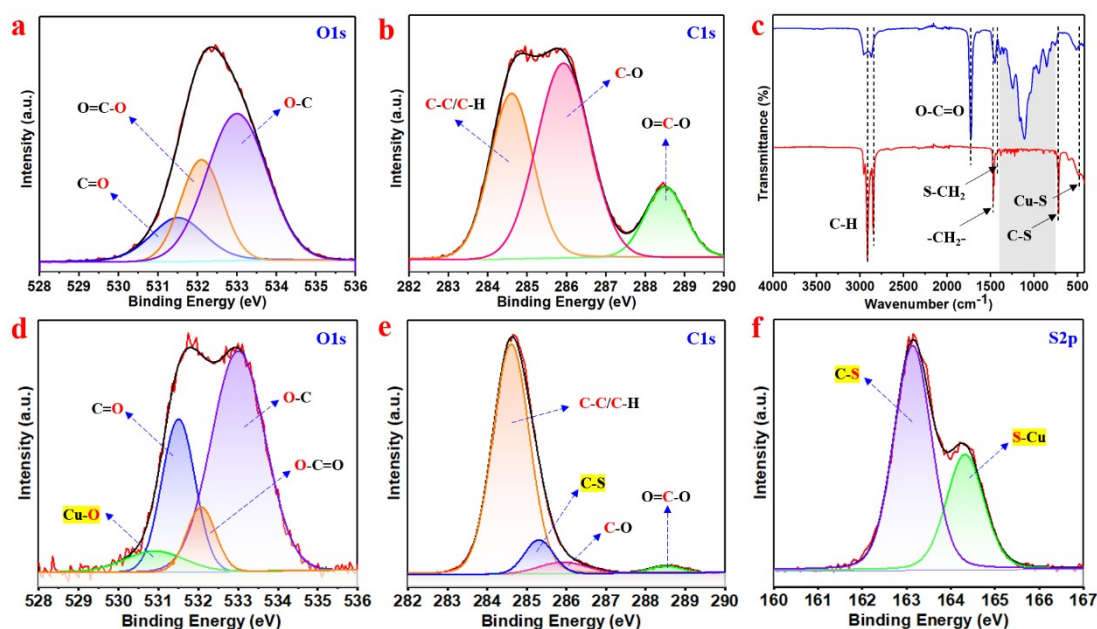 a
O1s
O=C-O
O-C
C=O
Intensity (a.u.)
528 529 530 531 532 533 534 535 536
Binding Energy (eV)
b
C1s
C-C/C-H
C-O
O=C-O
Intensity (a.u.)
282 283 284 285 286 287 288 289 290
Binding Energy (eV)
c
O-C=O
S-CH2
Cu-S
C-H
-CH2-
C-S
Transmittance (%)
4000 3500 3000 2500 2000 1500 1000 500
Wavenumber (cm-1)
d
O1s
C=O
O-C
O-C=O
Cu-O
Intensity (a.u.)
528 529 530 531 532 533 534 535 536
Binding Energy (eV)
e
C1s
C-C/C-H
C-S
O=C-O
C-O
Intensity (a.u.)
282 283 284 285 286 287 288 289 290
Binding Energy (eV)
f
S2p
C-S
S-Cu
Intensity (a.u.)
160 161 162 163 164 165 166 167
Binding Energy (eV)